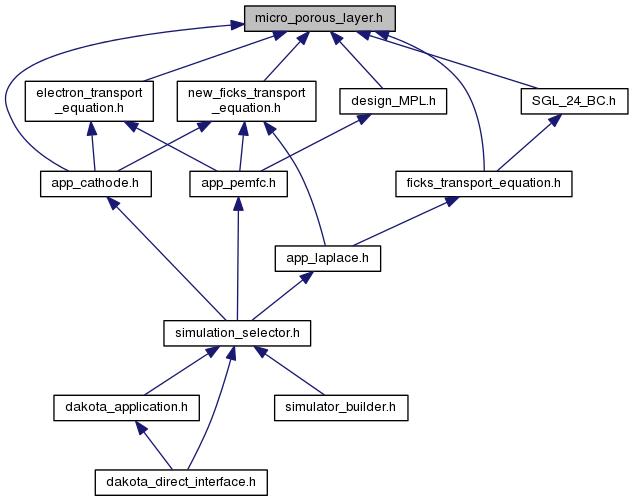 micro_porous_layer.h
electron_transport
_equation.h
new_ficks_transport
_equation.h
design_MPL.h
SGL_24_BC.h
app_cathode.h
app_pemfc.h
ficks_transport_equation.h
app_laplace.h
simulation_selector.h
dakota_application.h
simulator_builder.h
dakota_direct_interface.h